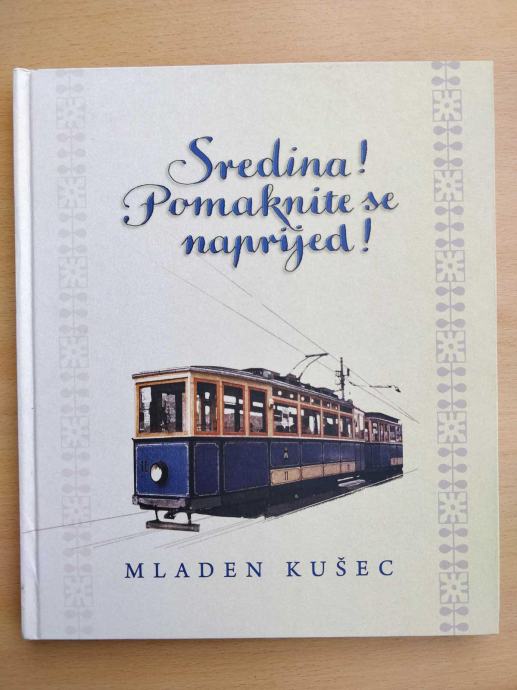 Sredina!
Pomaknite se
naprijed!
MLADEN KUŠEC